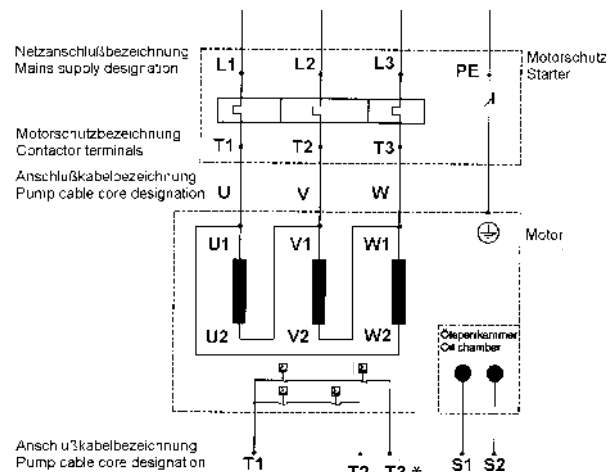 Netzanschlußbezeichnung
Mains supply designation
L1 L2 L3 PE
Motorschutz
Starter
Motorschutzbezeichnung
Contactor terminals
T1 T2 T3
Anschlußkabelbezeichnung
Pump cable core designation
U V W
U1 V1 W1
Motor
U2 V2 W2
Oil chamber
Anschlußkabelbezeichnung
Pump cable core designation
T1 T2 T3 * S1 S2